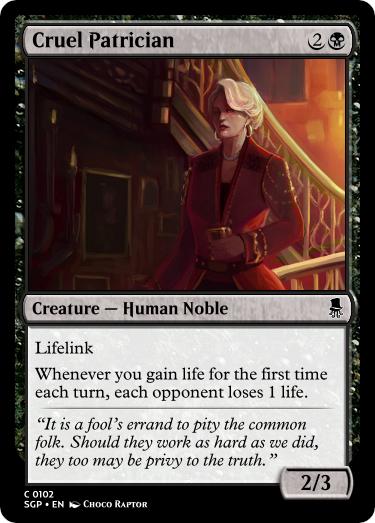 Cruel Patrician 2
Creature — Human Noble
Lifelink
Whenever you gain life for the first time
each turn, each opponent loses 1 life.
“It is a fool’s errand to pity the common
folk. Should they work as hard as we did,
they too may be privy to the truth.”
2/3
C 0102
SGP • EN Choco Raptor